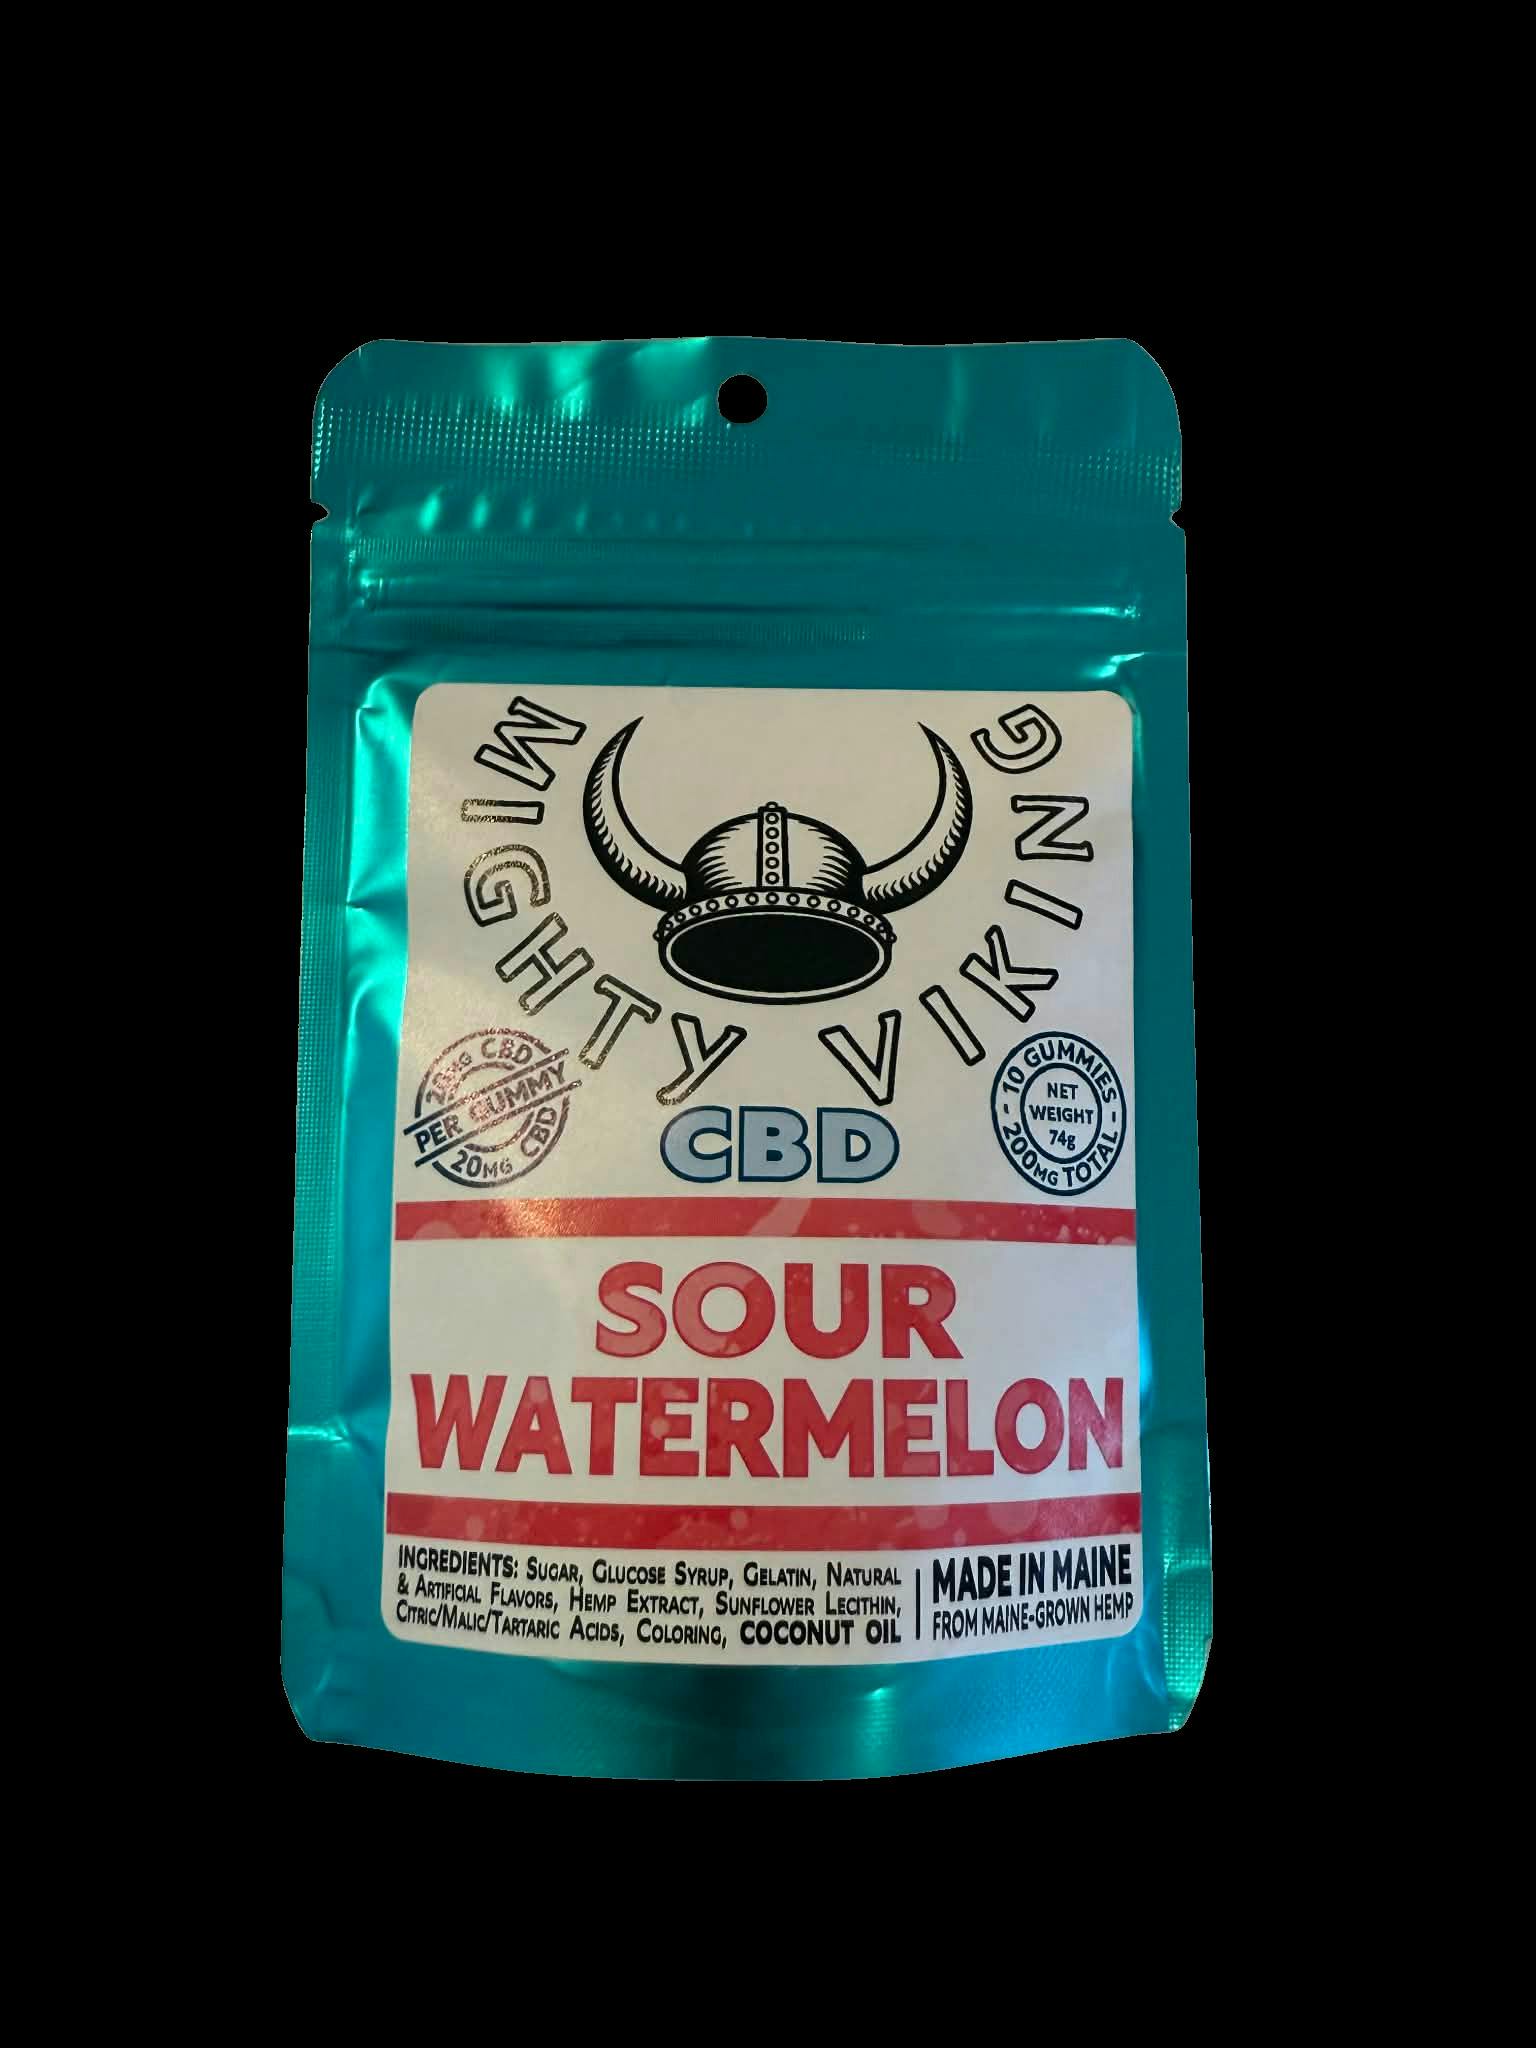 MIGHTY VIKING
20MG CBD
PER GUMMY
20MG CBD
10 GUMMIES
NET
WEIGHT
74g
200MG TOTAL
CBD
SOUR
WATERMELON
INGREDIENTS: SUGAR, GLUCOSE SYRUP, GELATIN, NATURAL
& ARTIFICIAL FLAVORS, HEMP EXTRACT, SUNFLOWER LECITHIN,
CITRIC/MALIC/TARTARIC ACIDS, COLORING, COCONUT OIL
MADE IN MAINE
FROM MAINE-GROWN HEMP